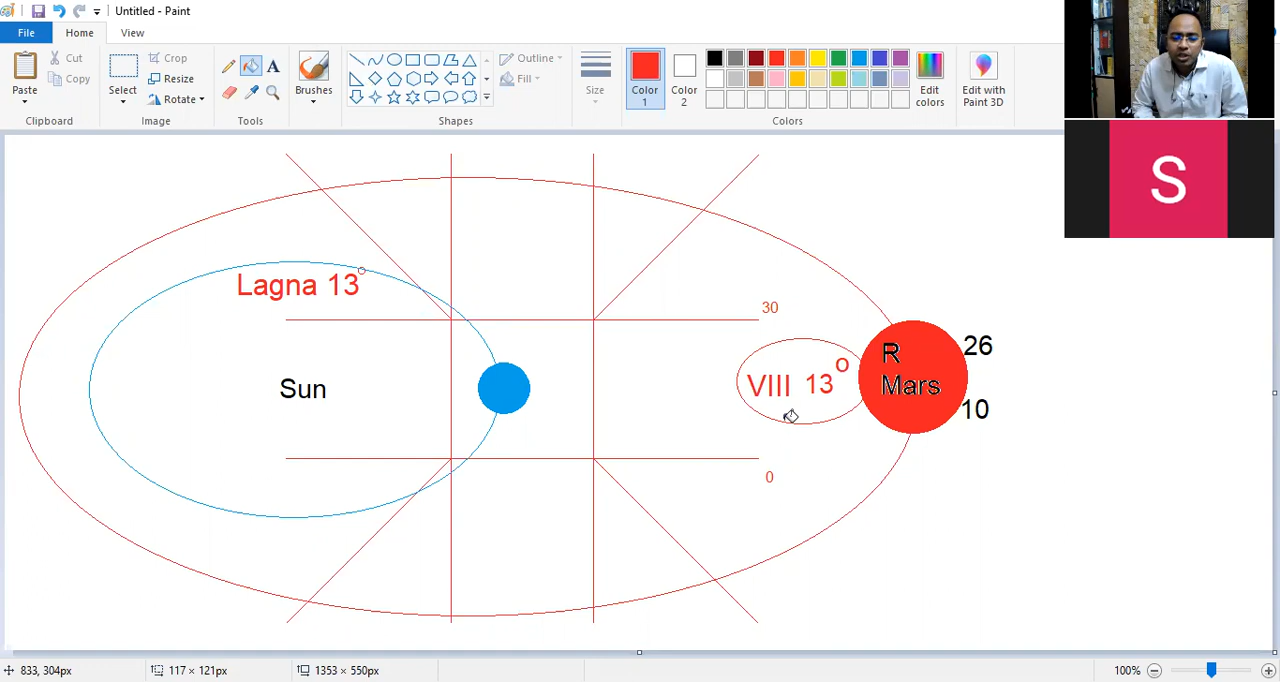 Untitled - Paint
File Home View
Paste
Cut
Copy
Clipboard
Select
Crop
Resize
Rotate
Image
A
Tools
Brushes
Outline
Fill
Shapes
Size
Color 1
Color 2
Edit colors
Colors
Edit with Paint 3D
S
Lagna 13°
30
R
Mars
26
VIII 13°
Sun
10
0
833, 304px
117 × 121px
1353 × 550px
100%